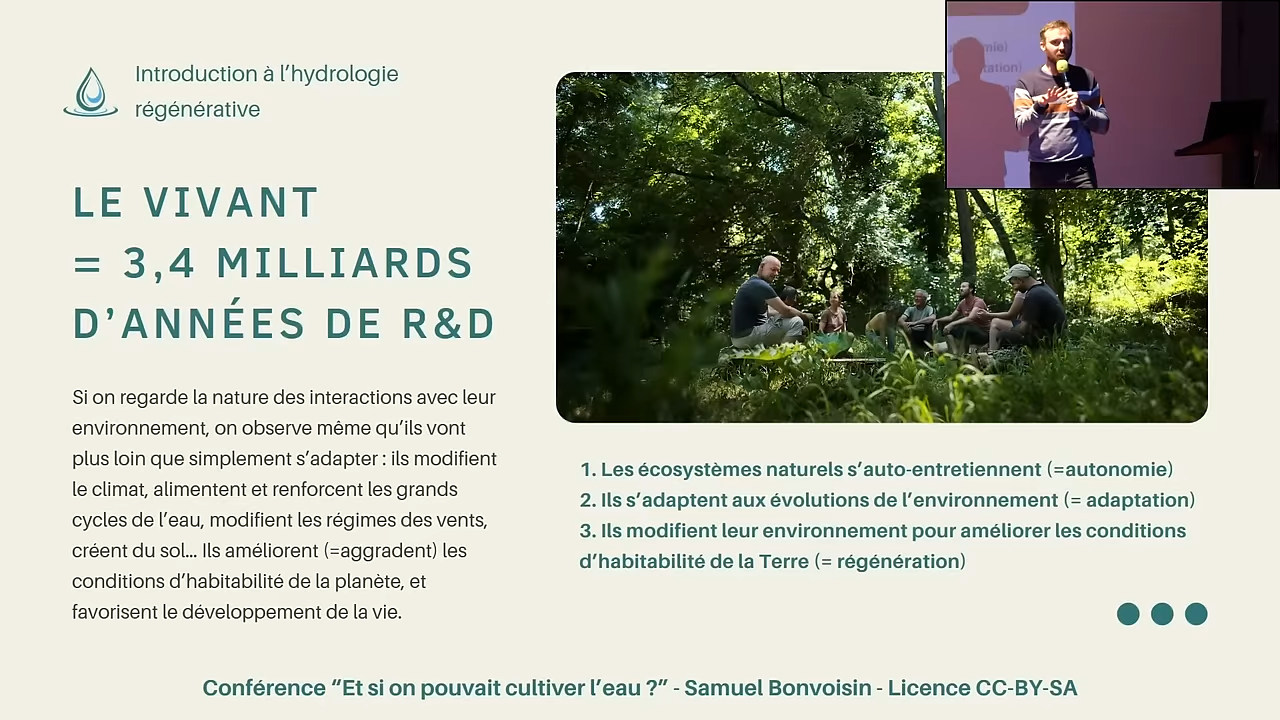 Introduction à l’hydrologie
régénérative
LE VIVANT
= 3,4 MILLIARDS
D’ANNÉES DE R&D
Si on regarde la nature des interactions avec leur
environnement, on observe même qu’ils vont
plus loin que simplement s’adapter : ils modifient
le climat, alimentent et renforcent les grands
cycles de l’eau, modifient les régimes des vents,
créent du sol... Ils améliorent (=aggradent) les
conditions d’habitabilité de la planète, et
favorisent le développement de la vie.
1. Les écosystèmes naturels s’auto-entretiennent (=autonomie)
2. Ils s’adaptent aux évolutions de l’environnement (= adaptation)
3. Ils modifient leur environnement pour améliorer les conditions
d’habitabilité de la Terre (= régénération)
Conférence “Et si on pouvait cultiver l’eau ?” - Samuel Bonvoisin - Licence CC-BY-SA